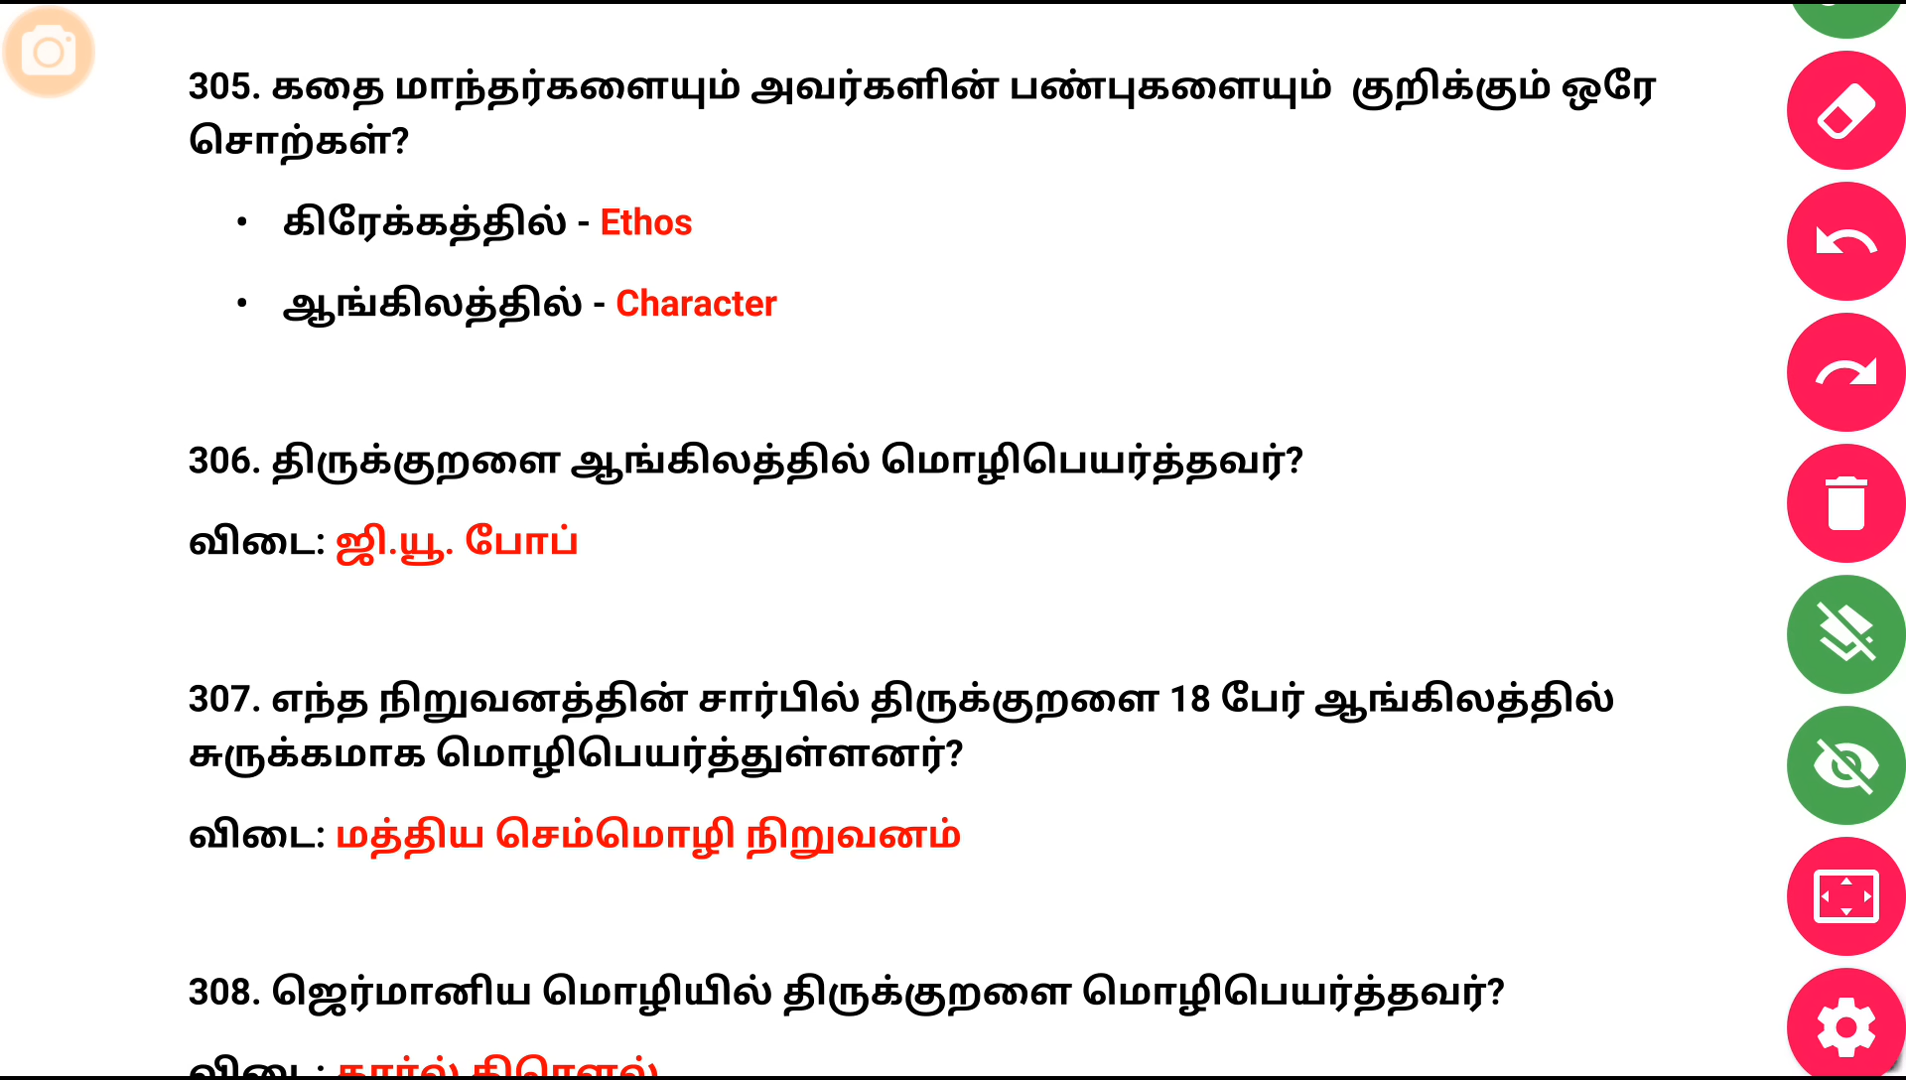 305. கதை மாந்தர்களையும் அவர்களின் பண்புகளையும் குறிக்கும் ஒரே
சொற்கள்?
• கிரேக்கத்தில் - Ethos
• ஆங்கிலத்தில் - Character
306. திருக்குறளை ஆங்கிலத்தில் மொழிபெயர்த்தவர்?
விடை: ஜி.யூ. போப்
307. எந்த நிறுவனத்தின் சார்பில் திருக்குறளை 18 பேர் ஆங்கிலத்தில்
சுருக்கமாக மொழிபெயர்த்துள்ளனர்?
விடை: மத்திய செம்மொழி நிறுவனம்
308. ஜெர்மானிய மொழியில் திருக்குறளை மொழிபெயர்த்தவர்?
விடை: